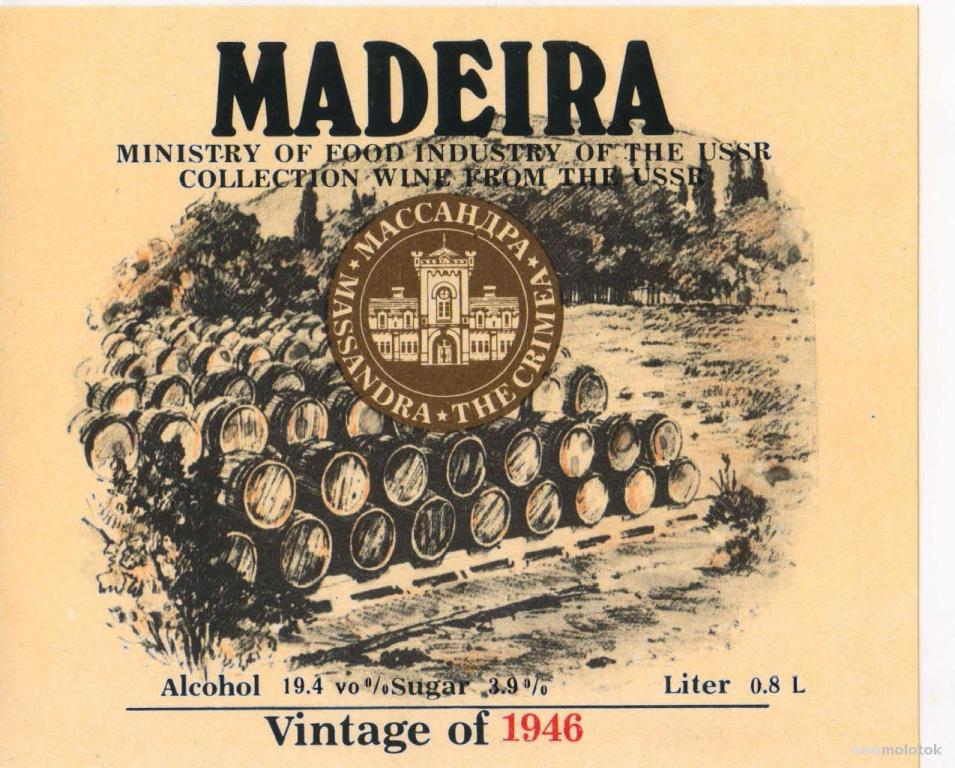 MADEIRA
MINISTRY OF FOOD INDUSTRY OF THE USSR
COLLECTION WINE FROM THE USSR
★ МАССАНДРА ★
MASSANDRA ★ THE CRIMEA
Alcohol 19.4 vo % Sugar 3.9 % Liter 0.8 L
Vintage of 1946
newmolotok